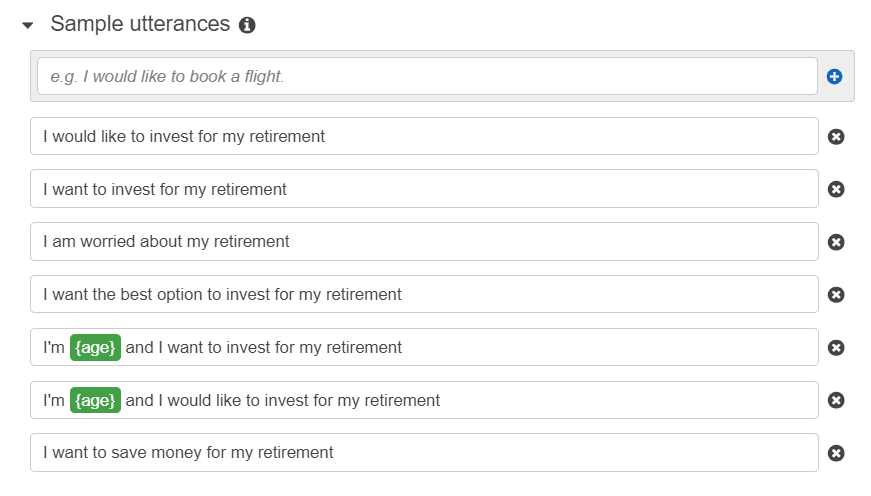 Sample utterances
e.g. I would like to book a flight.
I would like to invest for my retirement
I want to invest for my retirement
I am worried about my retirement
I want the best option to invest for my retirement
I'm {age} and I want to invest for my retirement
I'm {age} and I would like to invest for my retirement
I want to save money for my retirement